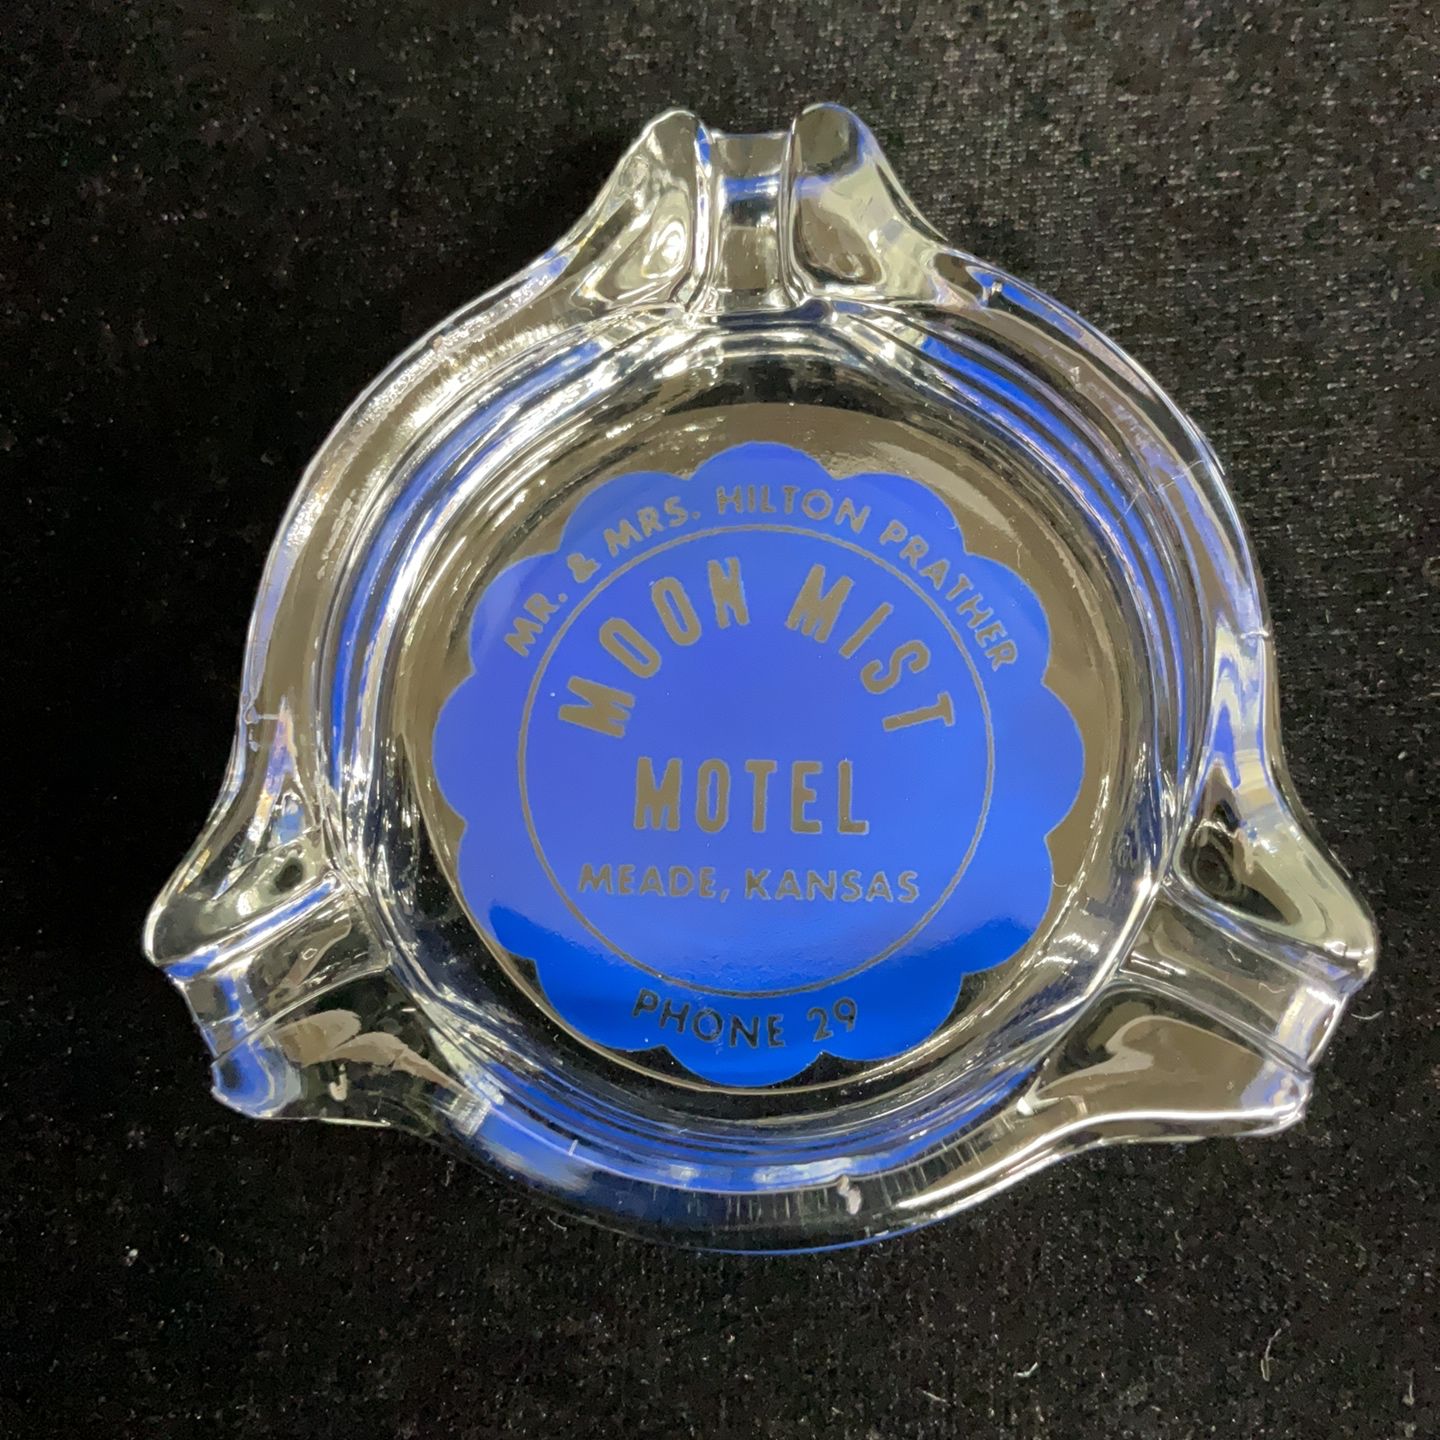 MR. & MRS. HILTON PRATHER
MOON MIST
MOTEL
MEADE, KANSAS
PHONE 29